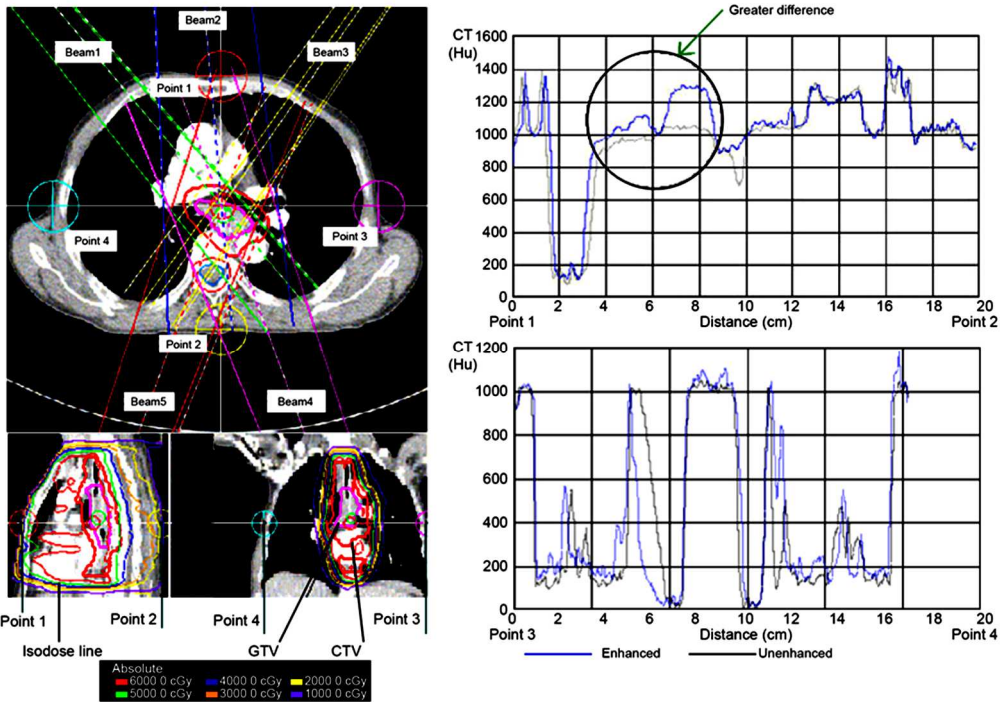 Beam1
Beam2
Beam3
Point 1
Point 4
Point 3
Point 2
Beam5
Beam4
Point 1
Point 2
Point 4
Point 3
Isodose line
GTV
CTV
Absolute
6000 0 cGy
4000 0 cGy
2000 0 cGy
5000 0 cGy
3000 0 cGy
1000 0 cGy
Greater difference
CT
(Hu)
1600
1400
1200
1000
800
600
400
200
0
0 2 4 6 8 10 12 14 16 18 20
Point 1
Distance (cm)
Point 2
CT
(Hu)
1200
1000
800
600
400
200
0
0 2 4 6 8 10 12 14 16 18 20
Point 3
Distance (cm)
Point 4
Enhanced
Unenhanced